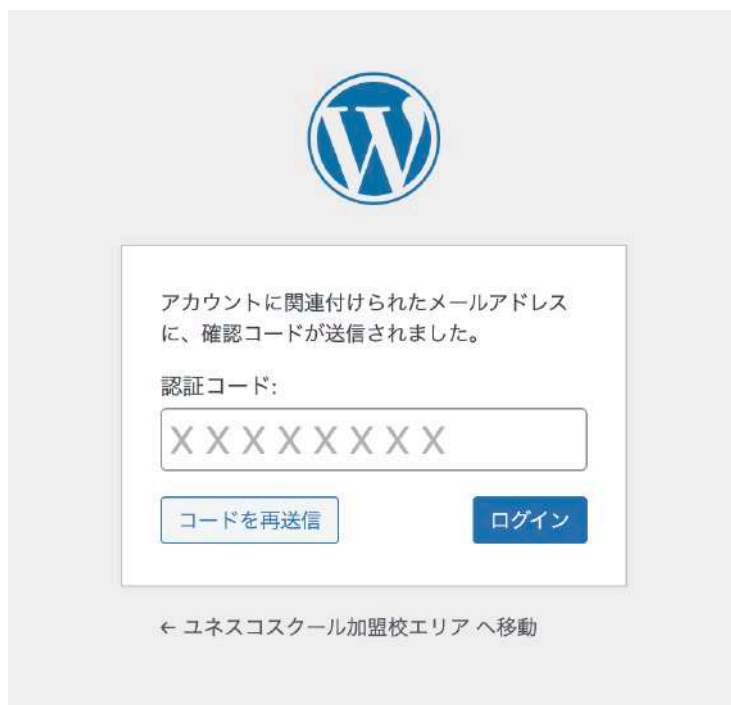 アカウントに関連付けられたメールアドレス
に、確認コードが送信されました。
認証コード:
X X X X X X X X
コードを再送信
ログイン
← ユネスコスクール加盟校エリア へ移動